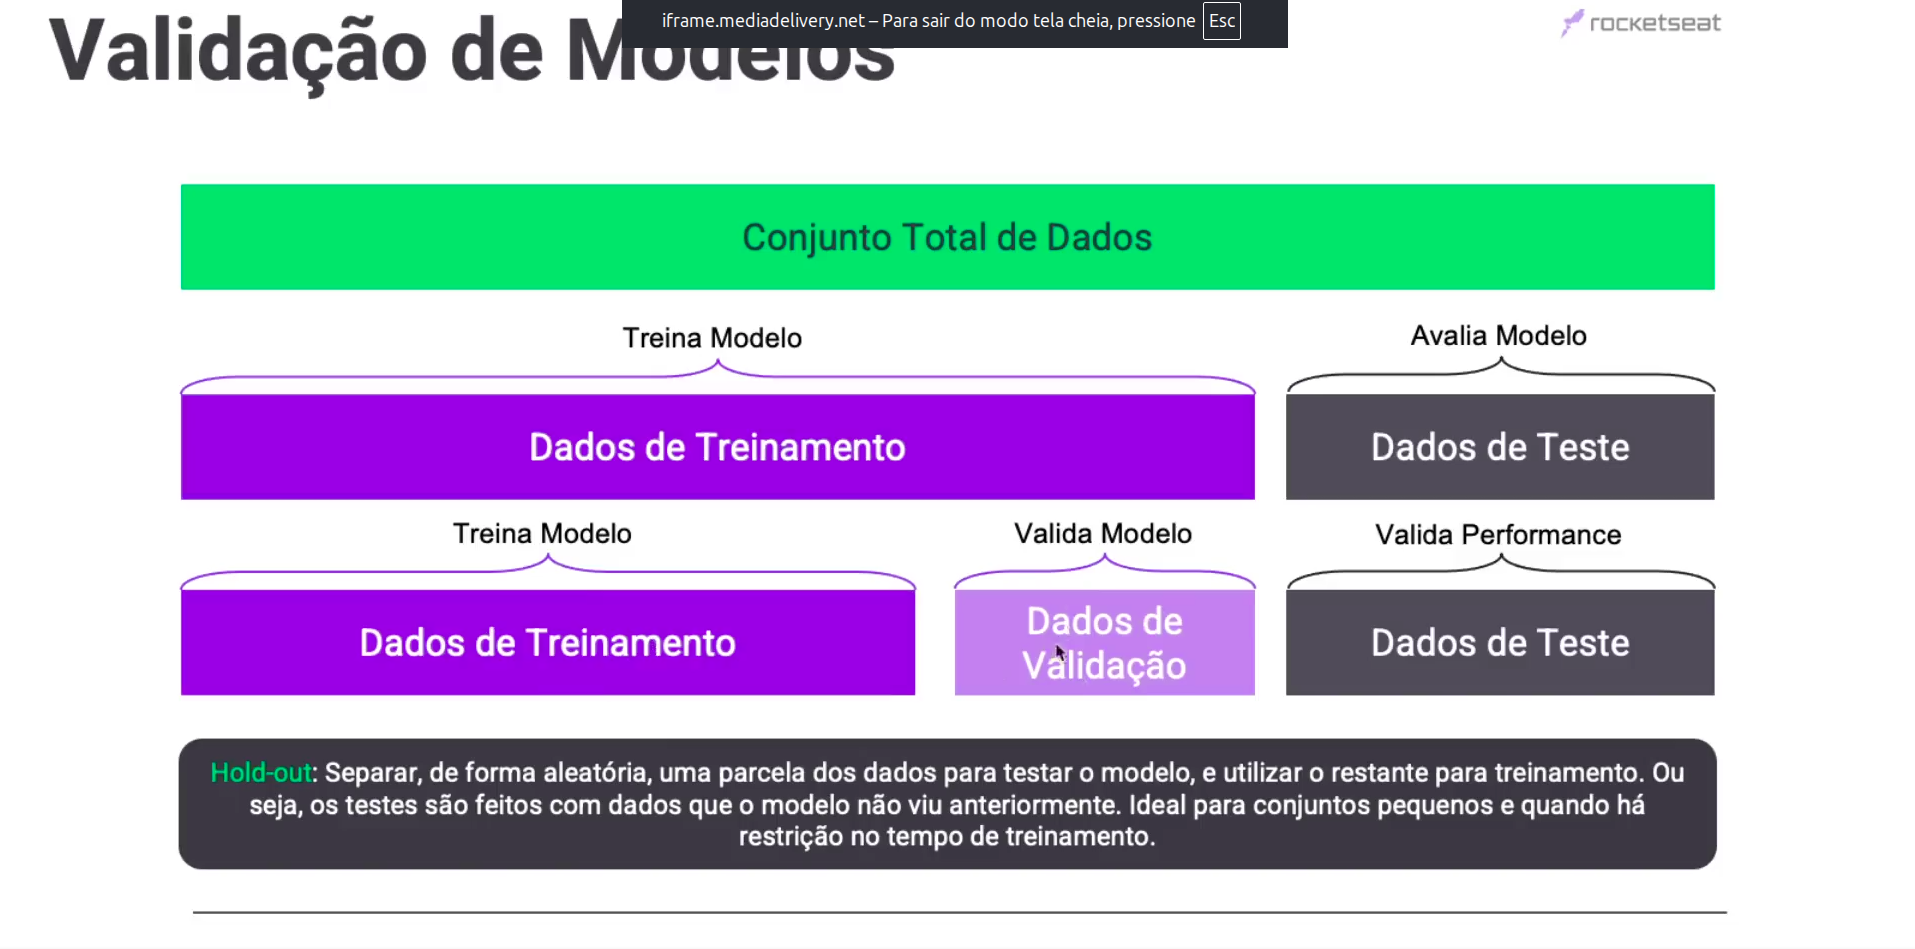 iframe.mediadelivery.net – Para sair do modo tela cheia, pressione Esc
rocketseat
Validação de Modelos
Conjunto Total de Dados
Treina Modelo
Avalia Modelo
Dados de Treinamento
Dados de Teste
Treina Modelo
Valida Modelo
Valida Performance
Dados de Treinamento
Dados de
Validação
Dados de Teste
Hold-out: Separar, de forma aleatória, uma parcela dos dados para testar o modelo, e utilizar o restante para treinamento. Ou
seja, os testes são feitos com dados que o modelo não viu anteriormente. Ideal para conjuntos pequenos e quando há
restrição no tempo de treinamento.